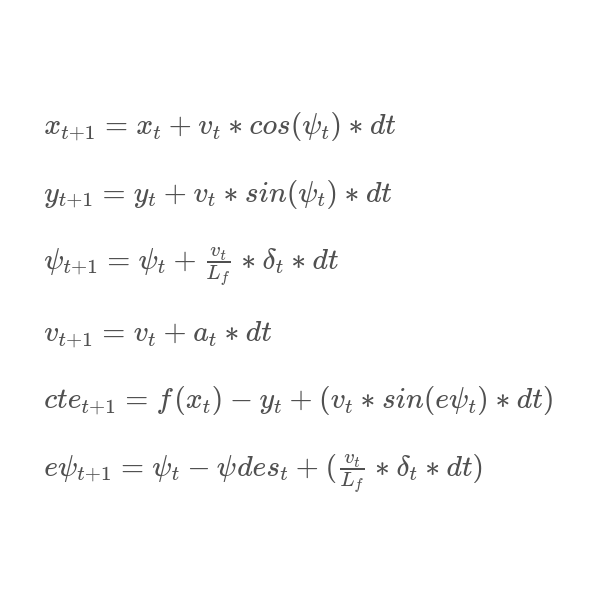 x_{t+1} = x_t + v_t * cos(ψ_t) * dt
y_{t+1} = y_t + v_t * sin(ψ_t) * dt
ψ_{t+1} = ψ_t + \frac{v_t}{L_f} * δ_t * dt
v_{t+1} = v_t + a_t * dt
cte_{t+1} = f(x_t) − y_t + (v_t * sin(eψ_t) * dt)
eψ_{t+1} = ψ_t − ψdes_t + (\frac{v_t}{L_f} * δ_t * dt)